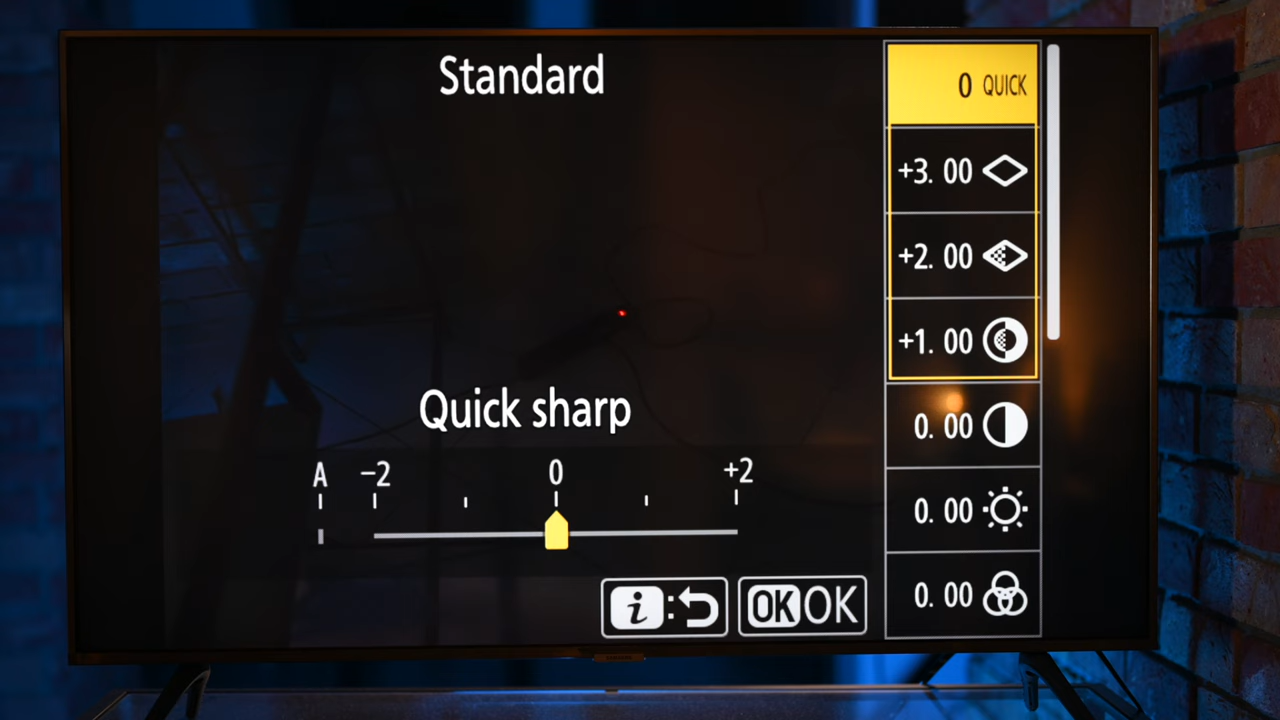 Standard
0 QUICK
+3. 00
+2. 00
+1. 00
0. 00
0. 00
0. 00
Quick sharp
A −2 0 +2
i : OK OK